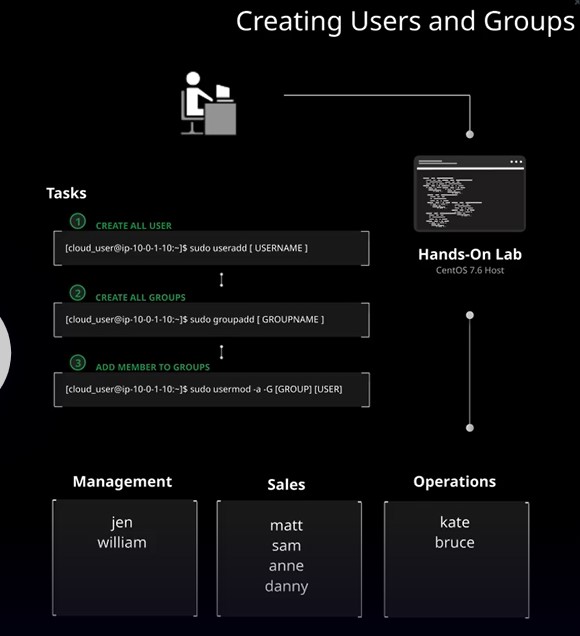 Creating Users and Groups
Tasks
1 CREATE ALL USER
[cloud_user@ip-10-0-1-10:~]$ sudo useradd [ USERNAME ]
2 CREATE ALL GROUPS
[cloud_user@ip-10-0-1-10:~]$ sudo groupadd [ GROUPNAME ]
3 ADD MEMBER TO GROUPS
[cloud_user@ip-10-0-1-10:~]$ sudo usermod -a -G [GROUP] [USER]
Hands-On Lab
CentOS 7.6 Host
Management
jen
william
Sales
matt
sam
anne
danny
Operations
kate
bruce